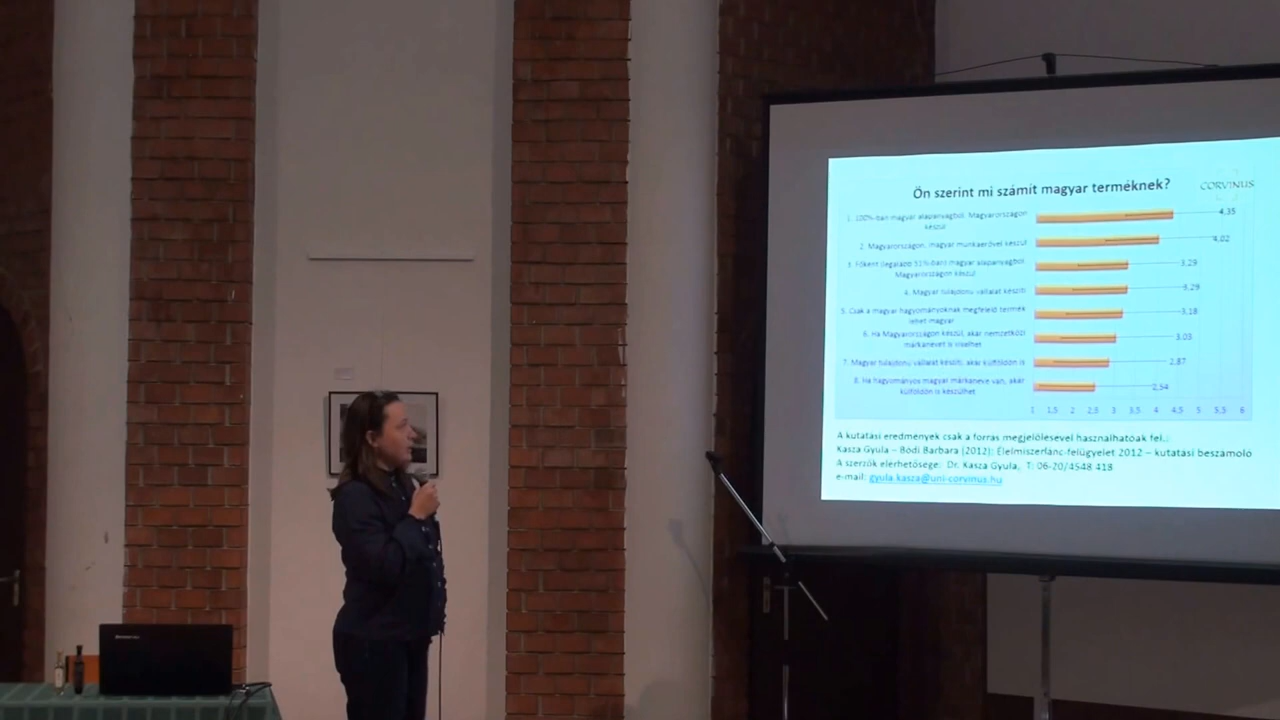 Ön szerint mi számít magyar terméknek?
CORVINUS
1. 100%-ban magyar alapanyagból, Magyarországon
készül
4,35
2. Magyarországon, magyar munkaerővel készül
4,02
3. Főként (legalább 51%-ban) magyar alapanyagból,
Magyarországon készül
3,29
4. Magyar tulajdonú vállalat készíti
3,29
5. Csak a magyar hagyományoknak megfelelő termék
lehet magyar
3,18
6. Ha Magyarországon készül, akár nemzetközi
márkanevet is viselhet
3,03
7. Magyar tulajdonú vállalat készíti, akár külföldön is
2,87
8. Ha hagyományos magyar márkaneve van, akár
külföldön is készülhet
2,54
1 1,5 2 2,5 3 3,5 4 4,5 5 5,5 6
A kutatási eredmények csak a forrás megjelölésével használhatóak fel.:
Kasza Gyula – Bódi Barbara (2012): Élelmiszerlánc-felügyelet 2012 – kutatási beszámoló
A szerzők elérhetősége: Dr. Kasza Gyula, T: 06-20/4548 418
e-mail: gyula.kasza@uni-corvinus.hu